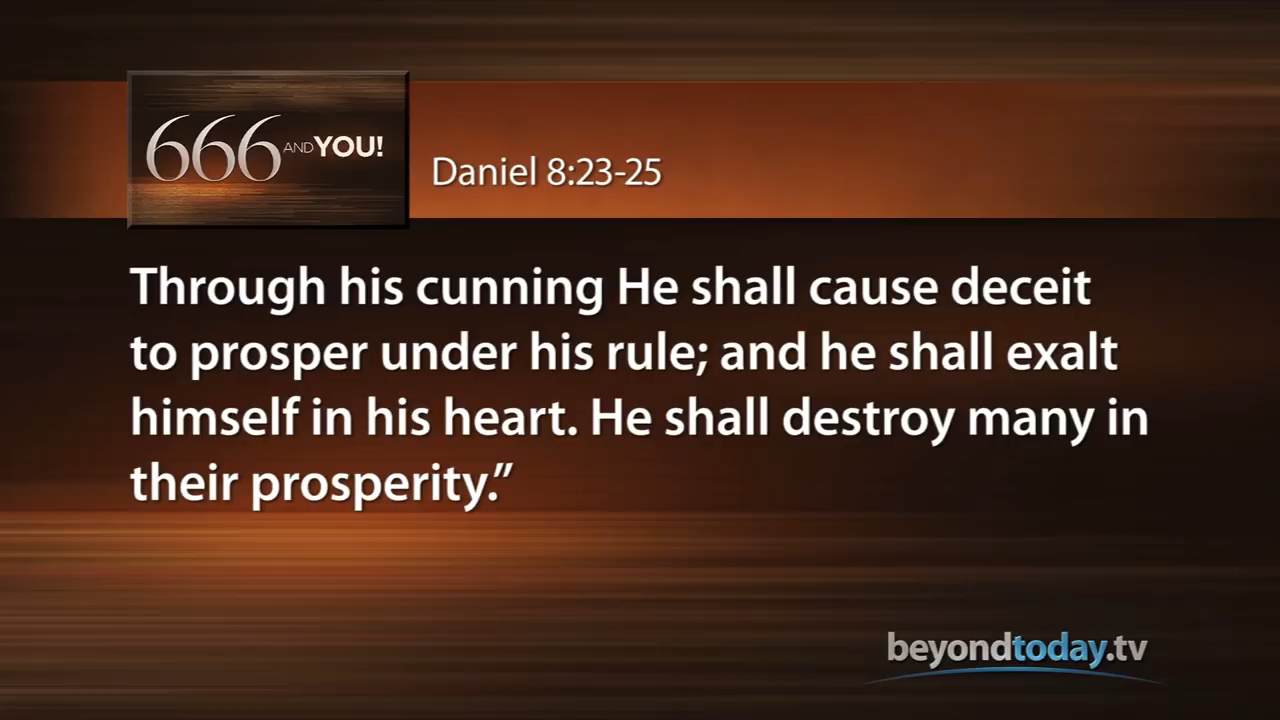 666 AND YOU!
Daniel 8:23-25
Through his cunning He shall cause deceit
to prosper under his rule; and he shall exalt
himself in his heart. He shall destroy many in
their prosperity.”
beyondtoday.tv